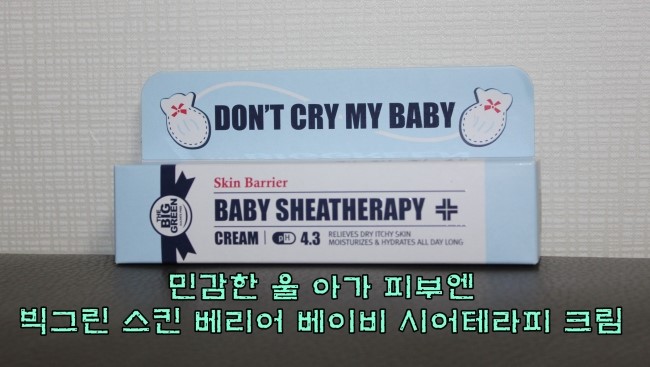 DON'T CRY MY BABY
THE
BIG
GREEN
Skin Barrier
BABY SHEATHERAPY
CREAM pH 4.3
RELIEVES DRY ITCHY SKIN
MOISTURIZES & HYDRATES ALL DAY LONG
민감한 울 아가 피부엔
빅그린 스킨 베리어 베이비 시어테라피 크림